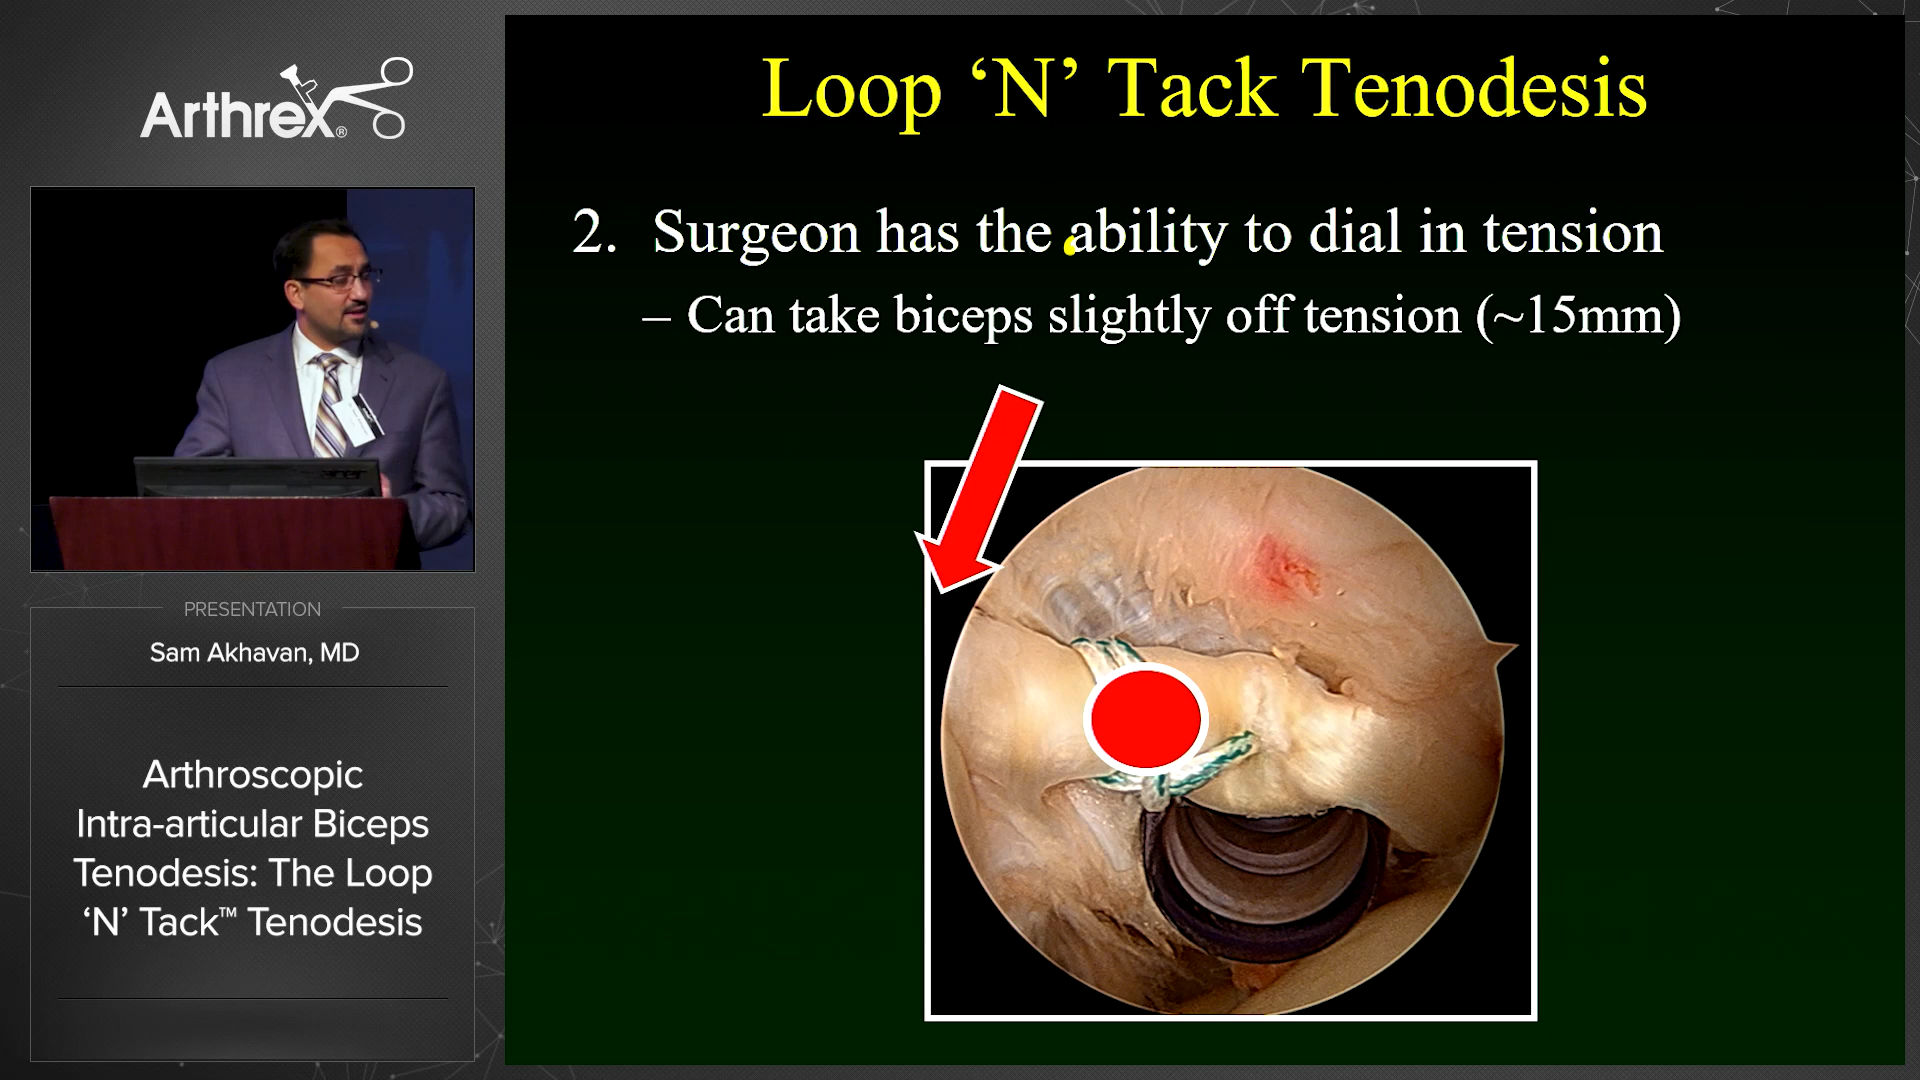 Arthrex®
PRESENTATION
Sam Akhavan, MD
Arthroscopic
Intra-articular Biceps
Tenodesis: The Loop
‘N’ Tack™ Tenodesis
Loop ‘N’ Tack Tenodesis
2. Surgeon has the ability to dial in tension
– Can take biceps slightly off tension (~15mm)
acer